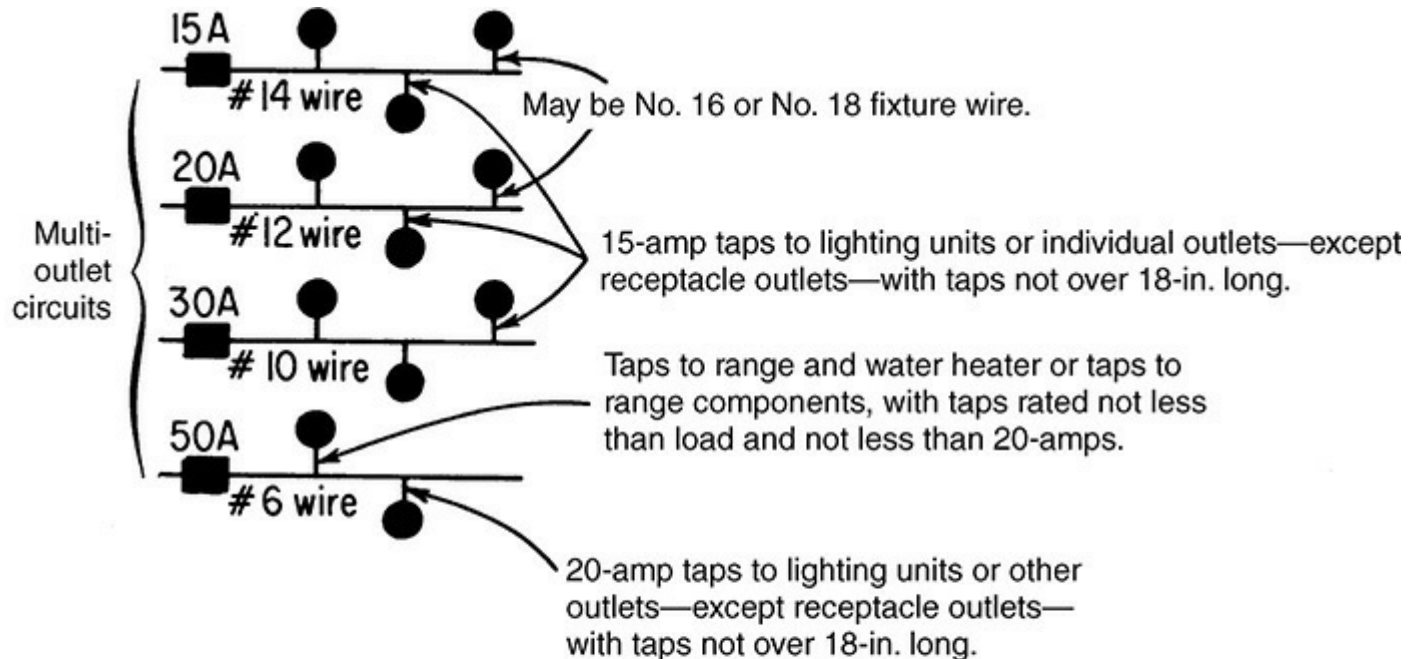 15A
#14 wire
May be No. 16 or No. 18 fixture wire.
20A
#12 wire
Multi-
outlet
circuits
15-amp taps to lighting units or individual outlets—except
receptacle outlets—with taps not over 18-in. long.
30A
# 10 wire
Taps to range and water heater or taps to
range components, with taps rated not less
than load and not less than 20-amps.
50A
#6 wire
20-amp taps to lighting units or other
outlets—except receptacle outlets—
with taps not over 18-in. long.